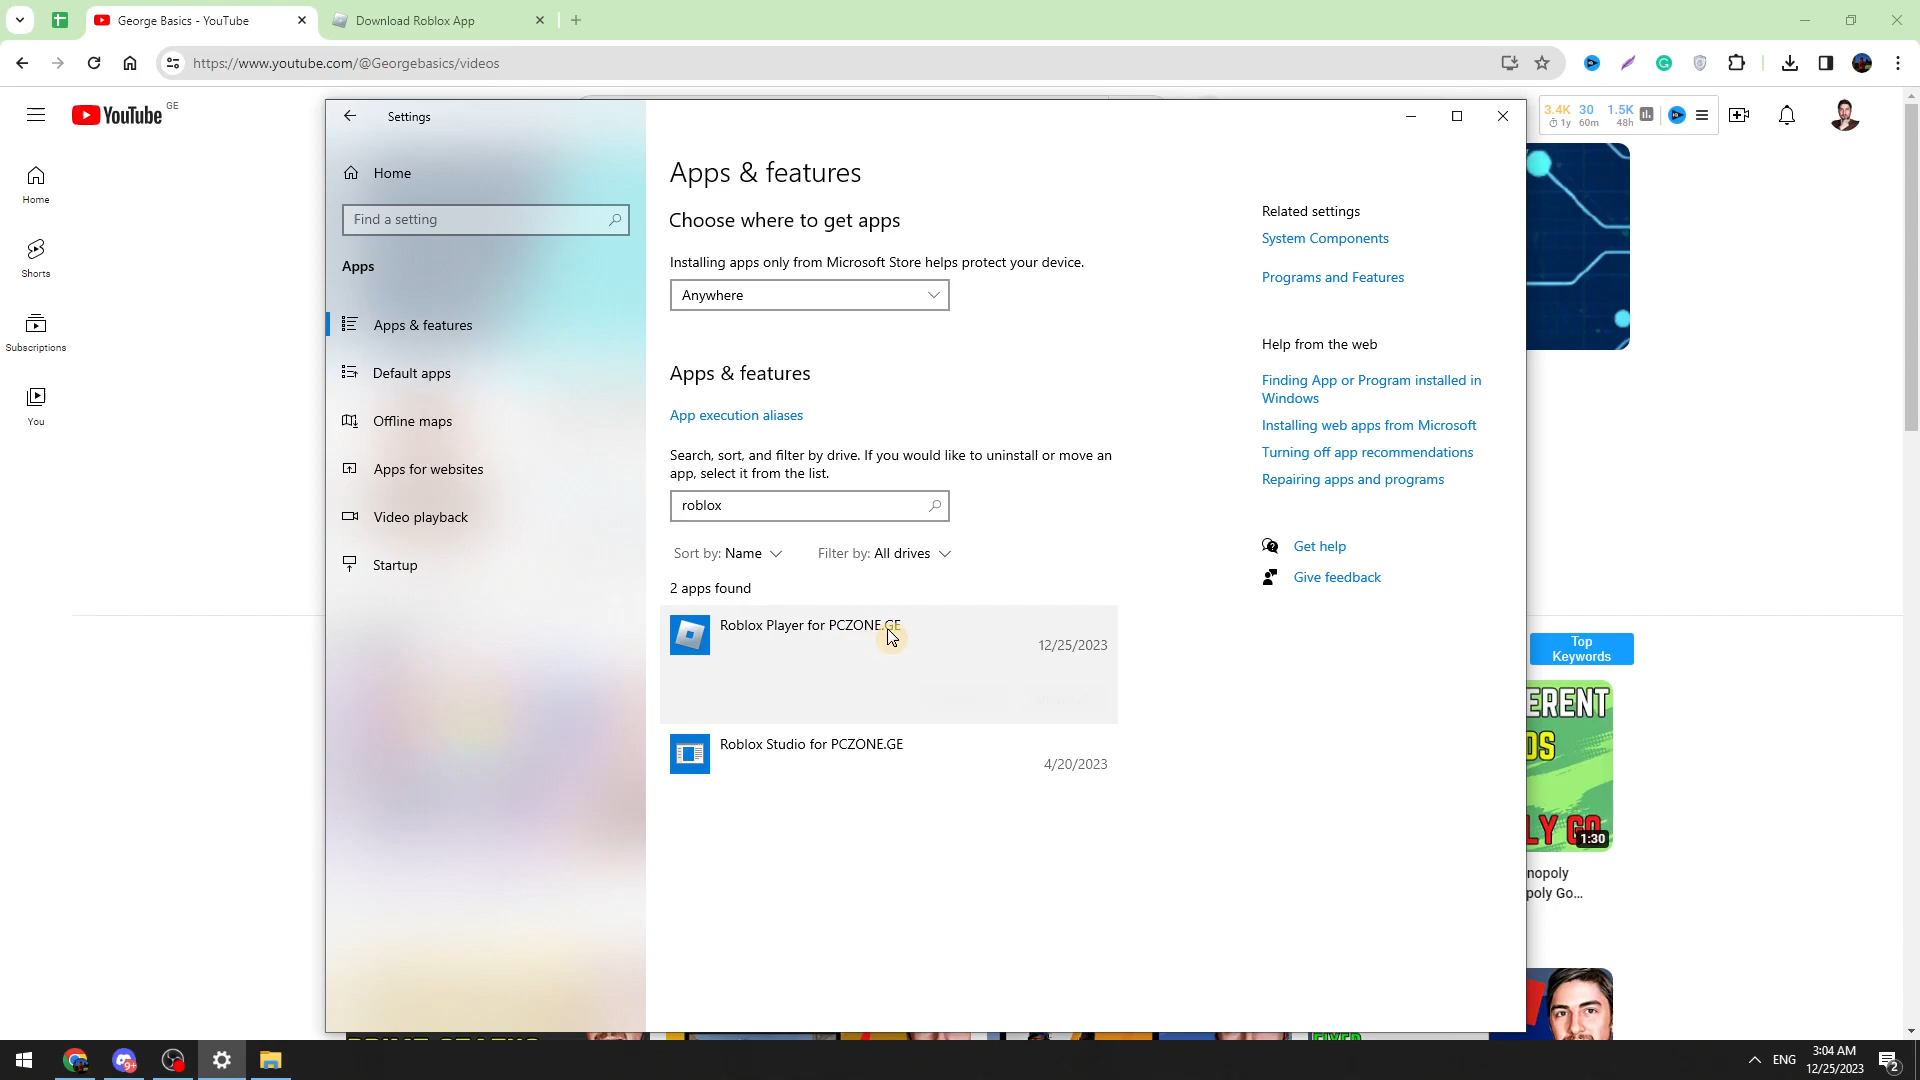 George Basics - YouTube
Download Roblox App
https://www.youtube.com/@Georgebasics/videos
YouTube
GE
3.4K 30 1.5K
1y 60m 48h
Home
Shorts
Subscriptions
You
Settings
Home
Find a setting
Apps
Apps & features
Default apps
Offline maps
Apps for websites
Video playback
Startup
Apps & features
Choose where to get apps
Installing apps only from Microsoft Store helps protect your device.
Anywhere
Apps & features
App execution aliases
Search, sort, and filter by drive. If you would like to uninstall or move an
app, select it from the list.
roblox
Sort by: Name
Filter by: All drives
2 apps found
Roblox Player for PCZONE.GE
12/25/2023
Roblox Studio for PCZONE.GE
4/20/2023
Related settings
System Components
Programs and Features
Help from the web
Finding App or Program installed in
Windows
Installing web apps from Microsoft
Turning off app recommendations
Repairing apps and programs
Get help
Give feedback
Top
Keywords
ERENT
DS
LY GO
1:30
nopoly
poly Go...
9+
ENG
3:04 AM
12/25/2023
2